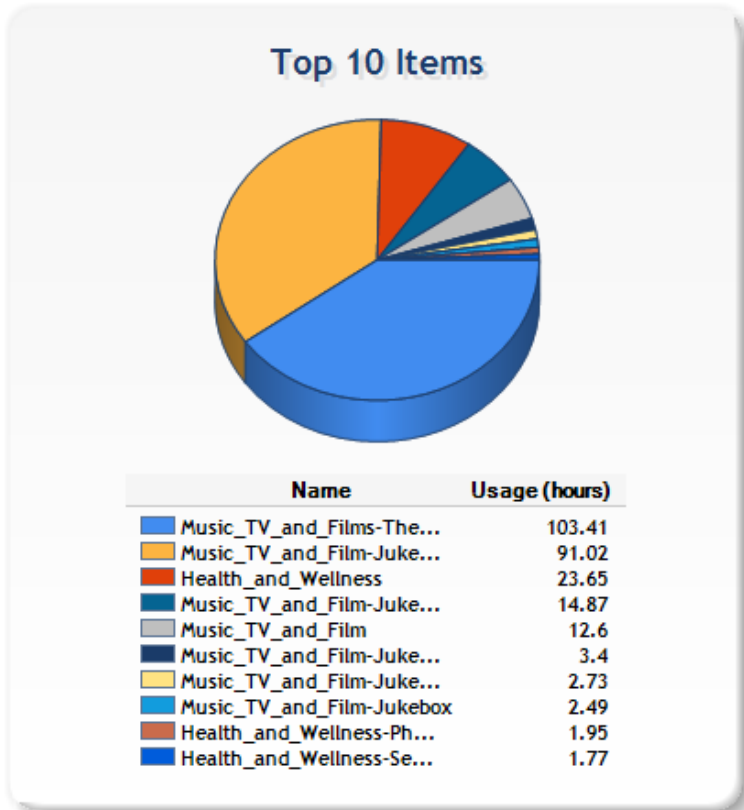 Top 10 Items
Name Usage (hours)
Music_TV_and_Films-The... 103.41
Music_TV_and_Film-Juke... 91.02
Health_and_Wellness 23.65
Music_TV_and_Film-Juke... 14.87
Music_TV_and_Film 12.6
Music_TV_and_Film-Juke... 3.4
Music_TV_and_Film-Juke... 2.73
Music_TV_and_Film-Jukebox 2.49
Health_and_Wellness-Ph... 1.95
Health_and_Wellness-Se... 1.77